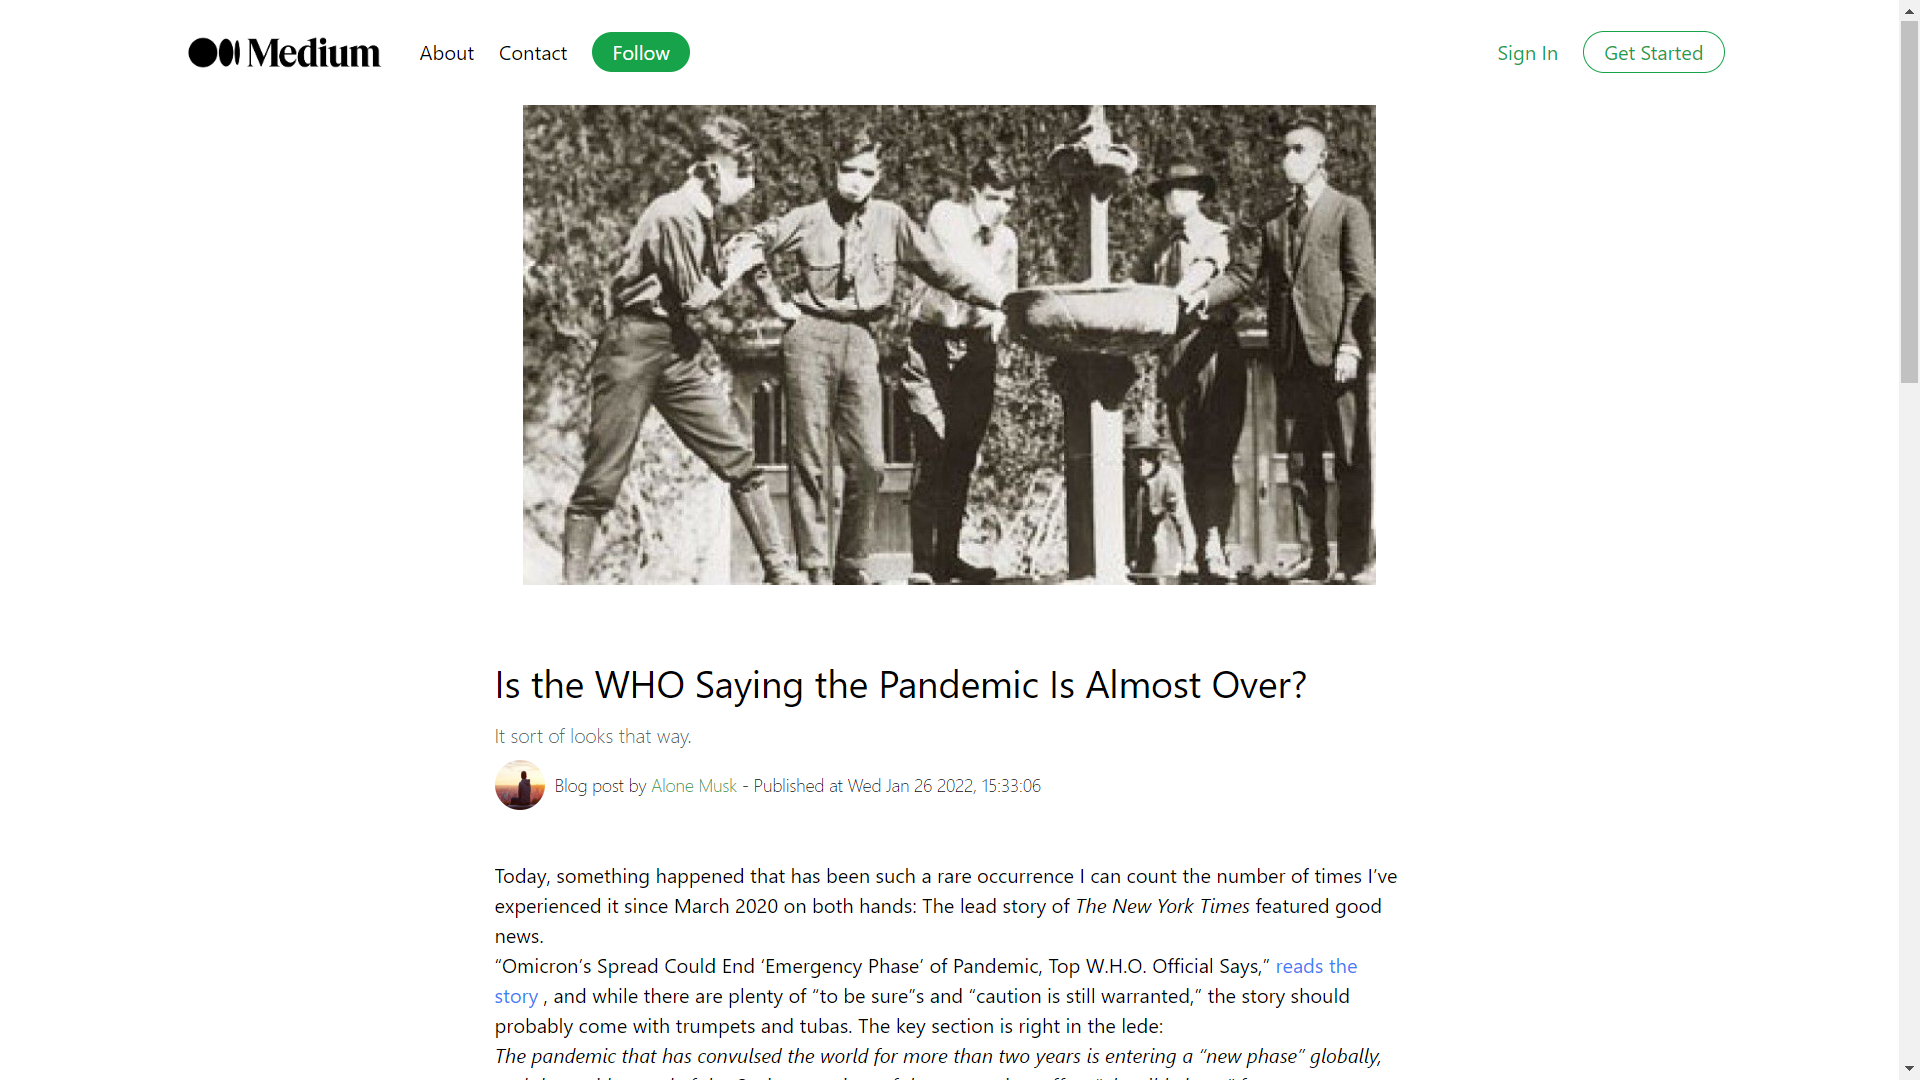 Medium About Contact Follow Sign In Get Started
Is the WHO Saying the Pandemic Is Almost Over?
It sort of looks that way.
Blog post by Alone Musk - Published at Wed Jan 26 2022, 15:33:06
Today, something happened that has been such a rare occurrence I can count the number of times I’ve
experienced it since March 2020 on both hands: The lead story of The New York Times featured good
news.
“Omicron’s Spread Could End ‘Emergency Phase’ of Pandemic, Top W.H.O. Official Says,” reads the
story , and while there are plenty of “to be sure”s and “caution is still warranted,” the story should
probably come with trumpets and tubas. The key section is right in the lede:
The pandemic that has convulsed the world for more than two years is entering a “new phase” globally,